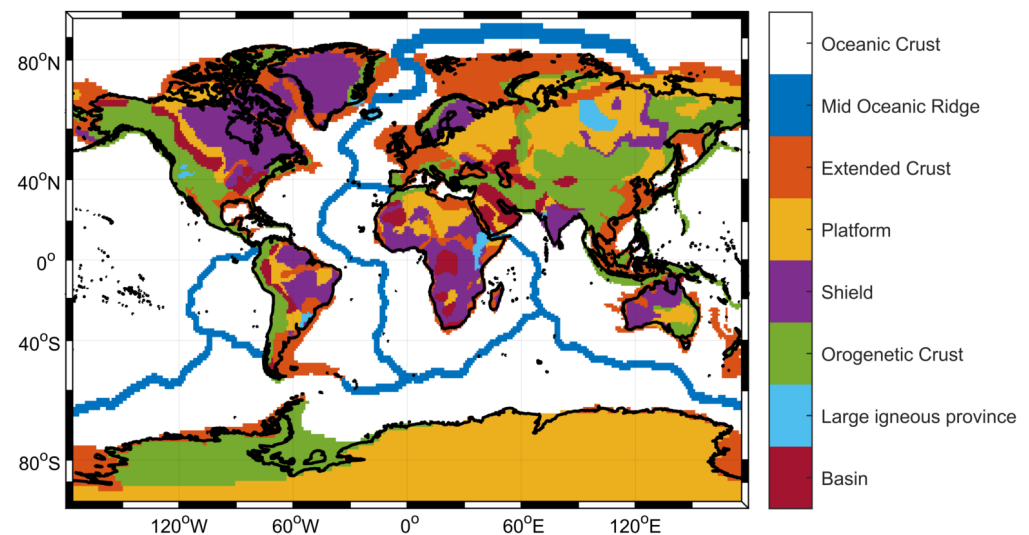 80°N
40°N
0°
40°S
80°S
120°W
60°W
0°
60°E
120°E
Oceanic Crust
Mid Oceanic Ridge
Extended Crust
Platform
Shield
Orogenetic Crust
Large igneous province
Basin